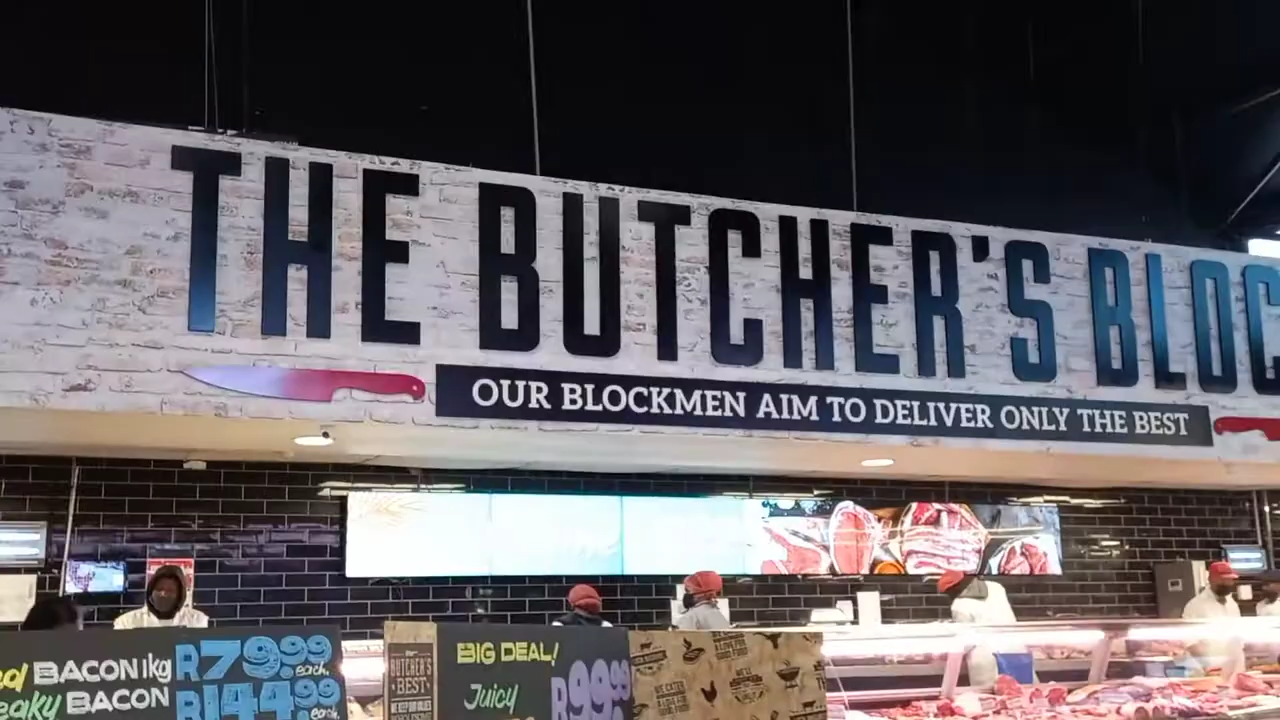 THE BUTCHER'S BLOC
OUR BLOCKMEN AIM TO DELIVER ONLY THE BEST
BACON 1kg R79.99 each.
eaky BACON R144.99 each.
BUTCHER'S
BEST
BIG DEAL!
JUICY
R99.99